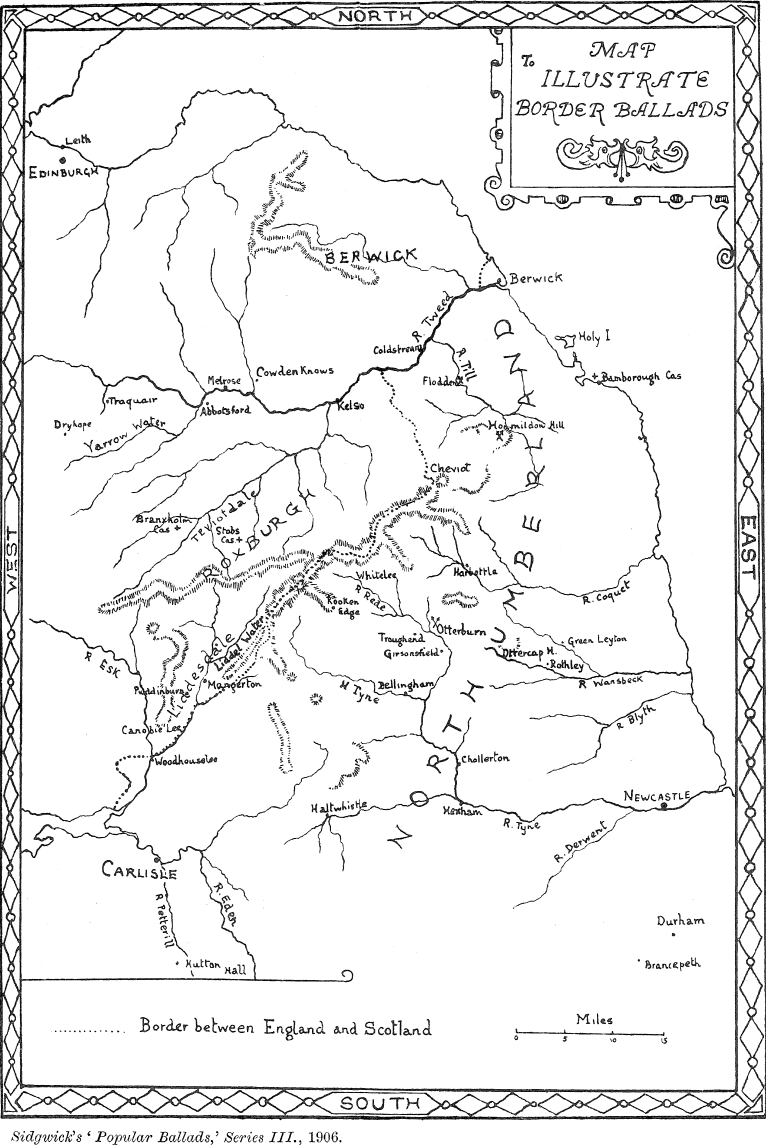 NORTH
To
MAP
ILLUSTRATE
BORDER BALLADS
Leith
EDINBURGH
BERWICK
Berwick
R. Tweed
Coldstream
Holy I
R. Till
Flodden
Bamborough Cas
Melrose
Cowden Knows
Traquair
Abbotsford
Kelso
Dryhope
Yarrow Water
Homildown Hill
Cheviot
NORTHUMBERLAND
Branxholm
Cas
Teviotdale
Stobs
Cas
ROXBURGH
WEST
EAST
Harbottle
Whitelee
R Rede
Rooken
Edge
R. Coquet
Otterburn
Troughend
Girsonsfield
Ottercap H.
Green Leyton
Rothley
R Esk
Liddesdale
Liddel Water
Puddinburn
Mangerton
N Tyne
Bellingham
R Wansbeck
R Blyth
Canobie Lee
Woodhouselee
Chollerton
Haltwhistle
Hexham
NEWCASTLE
R. Tyne
R. Derwent
CARLISLE
R Petterill
R. Eden
Hutton Hall
Durham
Brancepeth
Border between England and Scotland
Miles
0 5 10 15
SOUTH
Sidgwick's ‘ Popular Ballads,’ Series III., 1906.